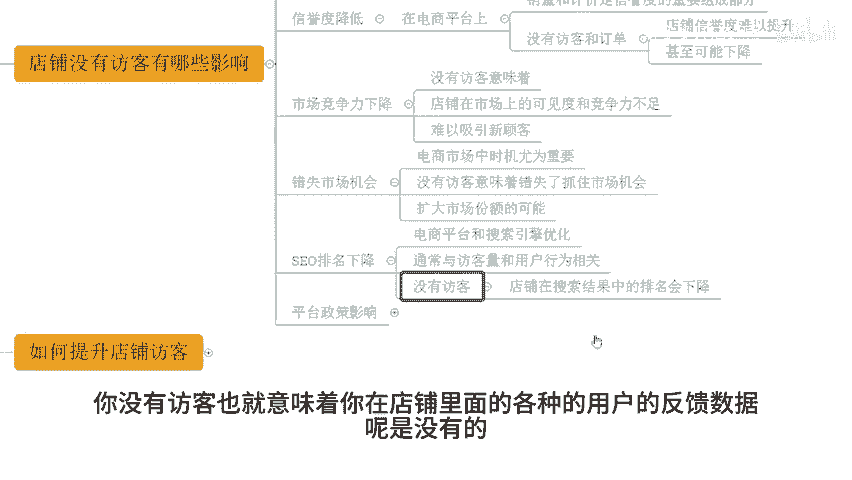 销量和评价是信誉度的重要组成部分
信誉度降低
在电商平台上
店铺信誉度难以提升
没有访客和订单
甚至可能下降
店铺没有访客有哪些影响
没有访客意味着
市场竞争力下降
店铺在市场上的可见度和竞争力不足
难以吸引新顾客
电商市场中时机尤为重要
错失市场机会
没有访客意味着错失了抓住市场机会
扩大市场份额的可能
电商平台和搜索引擎优化
SEO排名下降
通常与访客量和用户行为相关
没有访客
店铺在搜索结果中的排名会下降
平台政策影响
如何提升店铺访客
你没有访客也就意味着你在店铺里面的各种的用户的反馈数据
呢是没有的